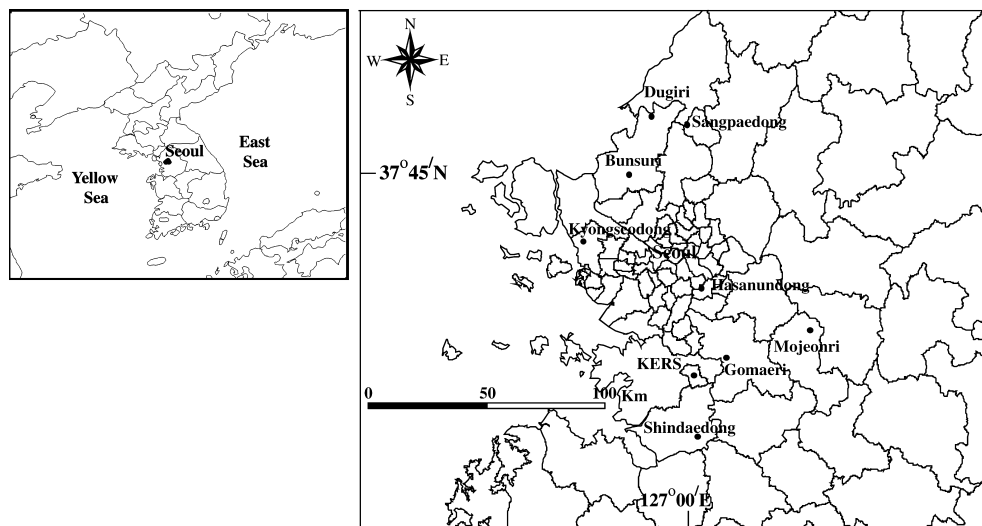 Seoul
East
Sea
Yellow
Sea
N
W
E
S
Dugiri
Sangpaedong
Bunsuri
37°45′N
Kyongseodong
Seoul
Hasanundong
Mojeonri
KERS
Gomaeri
0
50
100
Km
Shindaedong
127°00′E